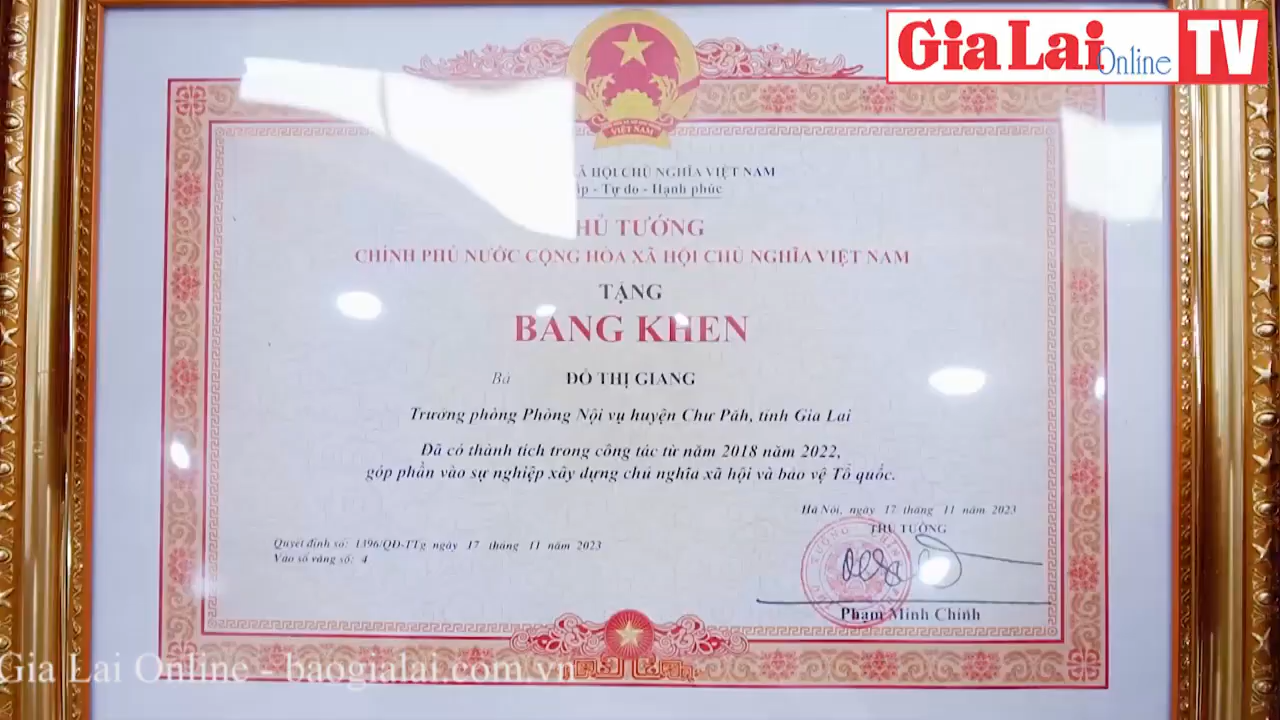 Gia Lai Online TV
VIỆT NAM
XÃ HỘI CHỦ NGHĨA VIỆT NAM
- Tự do - Hạnh phúc
THỦ TƯỚNG
CHÍNH PHỦ NƯỚC CỘNG HÒA XÃ HỘI CHỦ NGHĨA VIỆT NAM
TẶNG
BẰNG KHEN
Bà ĐỖ THỊ GIANG
Trưởng phòng Phòng Nội vụ huyện Chư Păh, tỉnh Gia Lai
Đã có thành tích trong công tác từ năm 2018 năm 2022,
góp phần vào sự nghiệp xây dựng chủ nghĩa xã hội và bảo vệ Tổ quốc.
Hà Nội, ngày 17 tháng 11 năm 2023
THỦ TƯỚNG
Quyết định số: 1396/QĐ-TTg ngày 17 tháng 11 năm 2023
Vào sổ vàng số: 4
Phạm Minh Chính
Gia Lai Online - baogialai.com.vn